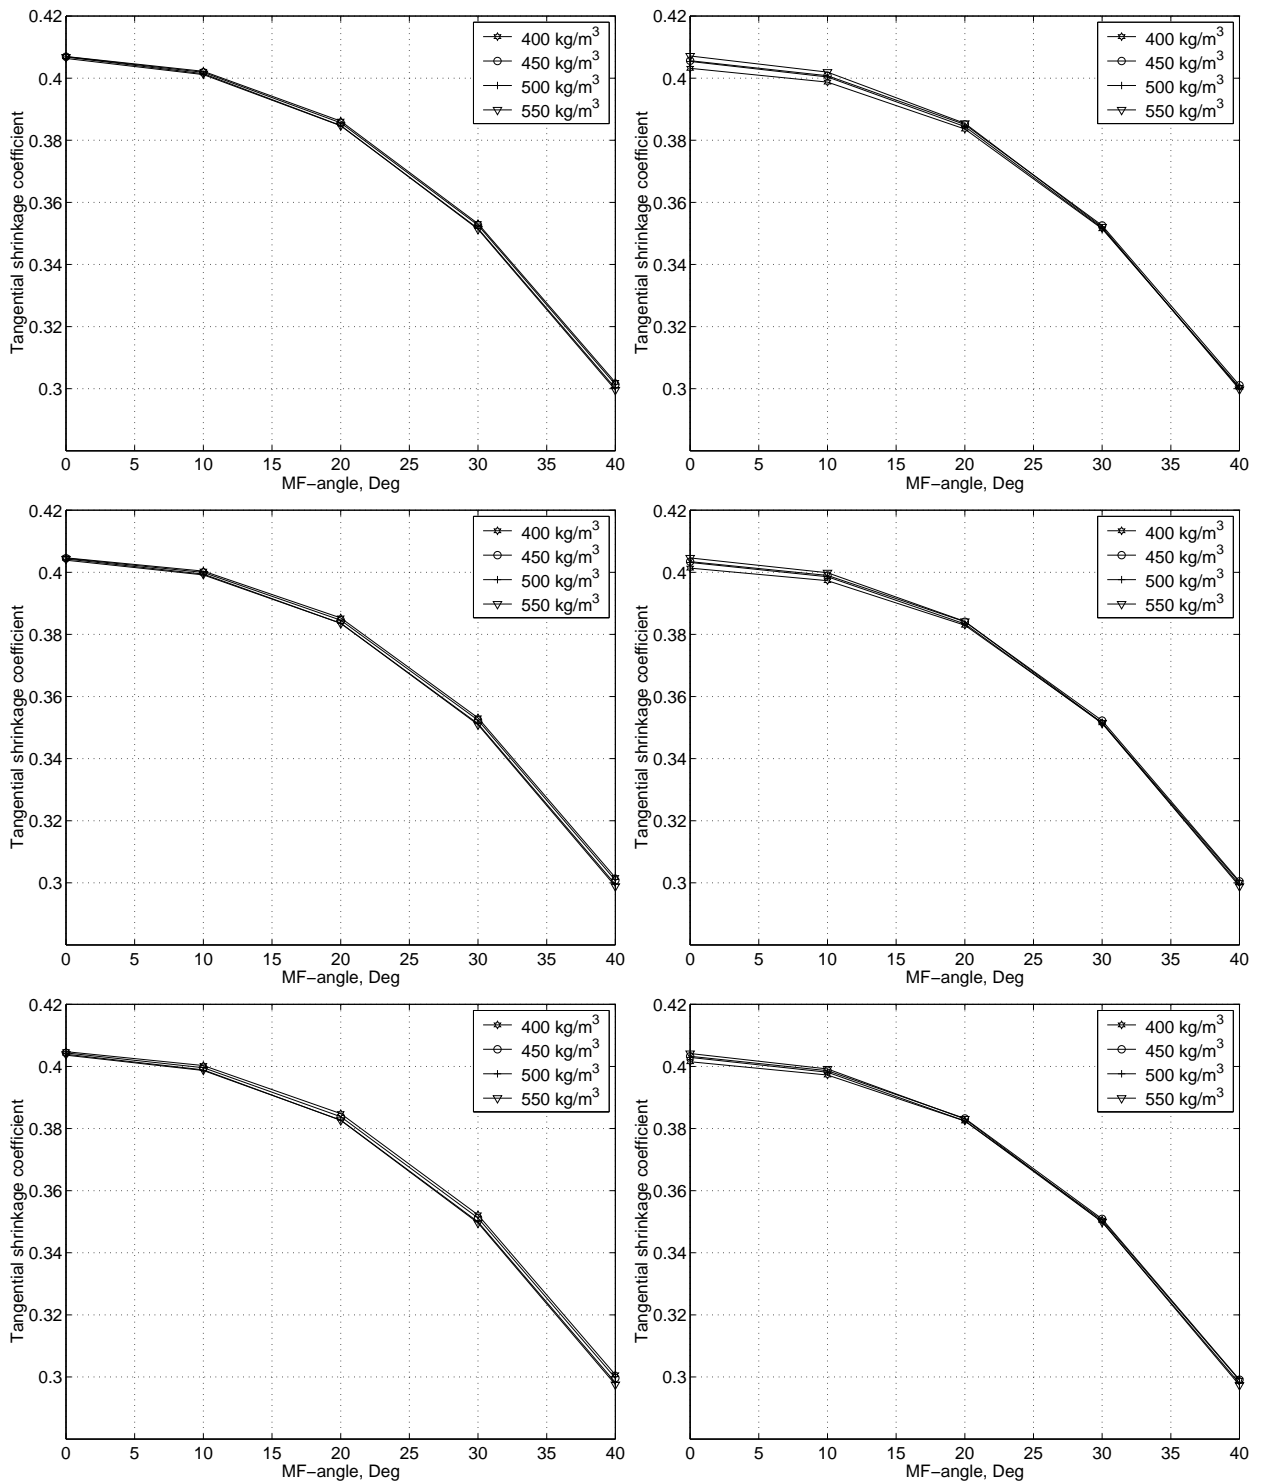 0.42
0.4
0.38
0.36
0.34
0.32
0.3
Tangential shrinkage coefficient
400 kg/m³
450 kg/m³
500 kg/m³
550 kg/m³
0 5 10 15 20 25 30 35 40
MF−angle, Deg
0.42
0.4
0.38
0.36
0.34
0.32
0.3
Tangential shrinkage coefficient
400 kg/m³
450 kg/m³
500 kg/m³
550 kg/m³
0 5 10 15 20 25 30 35 40
MF−angle, Deg
0.42
0.4
0.38
0.36
0.34
0.32
0.3
Tangential shrinkage coefficient
400 kg/m³
450 kg/m³
500 kg/m³
550 kg/m³
0 5 10 15 20 25 30 35 40
MF−angle, Deg
0.42
0.4
0.38
0.36
0.34
0.32
0.3
Tangential shrinkage coefficient
400 kg/m³
450 kg/m³
500 kg/m³
550 kg/m³
0 5 10 15 20 25 30 35 40
MF−angle, Deg
0.42
0.4
0.38
0.36
0.34
0.32
0.3
Tangential shrinkage coefficient
400 kg/m³
450 kg/m³
500 kg/m³
550 kg/m³
0 5 10 15 20 25 30 35 40
MF−angle, Deg
0.42
0.4
0.38
0.36
0.34
0.32
0.3
Tangential shrinkage coefficient
400 kg/m³
450 kg/m³
500 kg/m³
550 kg/m³
0 5 10 15 20 25 30 35 40
MF−angle, Deg